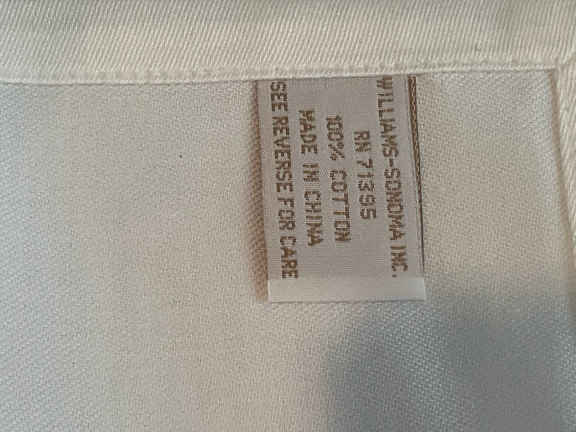 WILLIAMS-SONOMA INC.
RN 71395
100% COTTON
MADE IN CHINA
SEE REVERSE FOR CARE